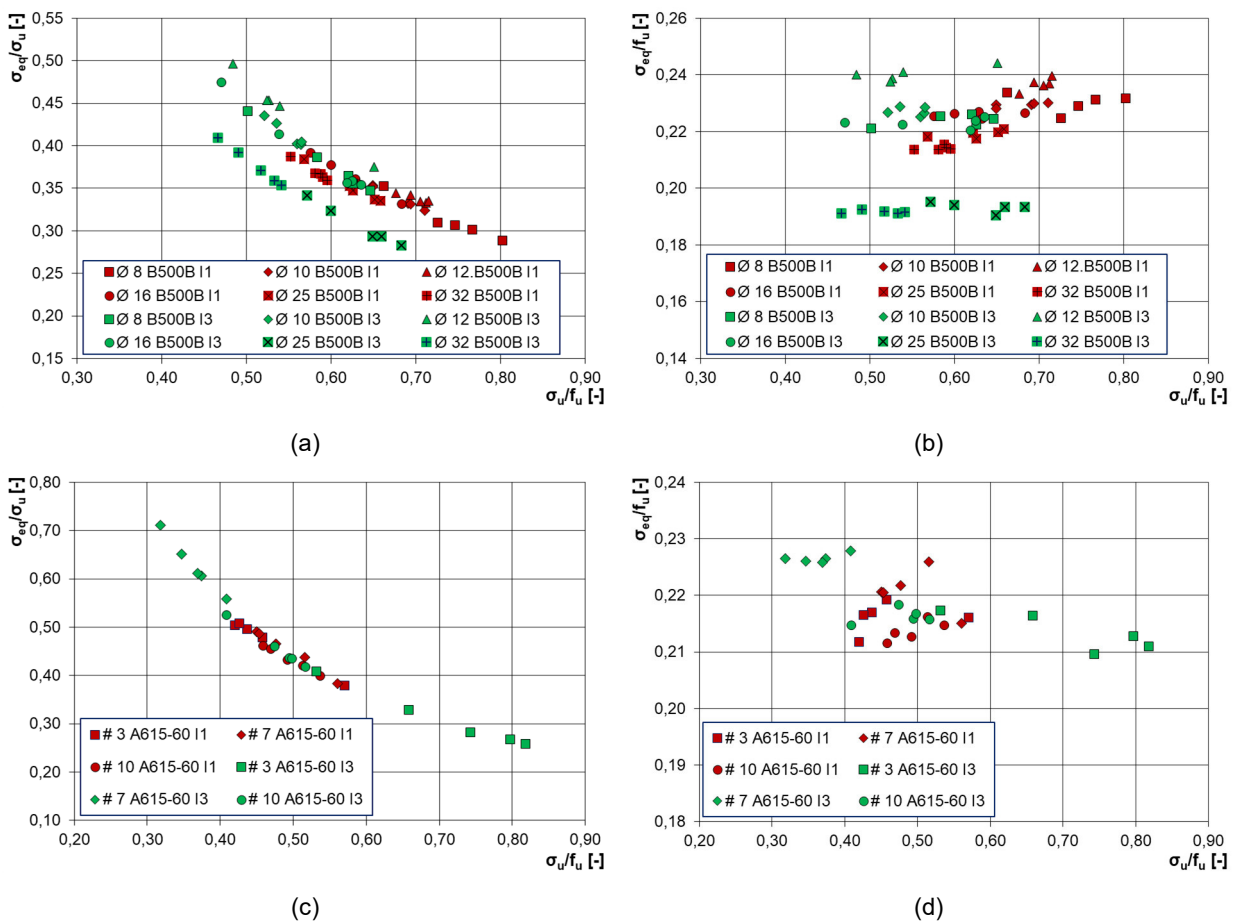 σeq/σu [-]
0,55
0,50
0,45
0,40
0,35
0,30
0,25
0,20
0,15
Ø 8 B500B I1 Ø 10 B500B I1 Ø 12.B500B I1
Ø 16 B500B I1 Ø 25 B500B I1 Ø 32 B500B I1
Ø 8 B500B I3 Ø 10 B500B I3 Ø 12 B500B I3
Ø 16 B500B I3 Ø 25 B500B I3 Ø 32 B500B I3
0,30 0,40 0,50 0,60 0,70 0,80 0,90
σu/fu [-]
(a)
σeq/fu [-]
0,26
0,24
0,22
0,20
0,18
0,16
0,14
Ø 8 B500B I1 Ø 10 B500B I1 Ø 12.B500B I1
Ø 16 B500B I1 Ø 25 B500B I1 Ø 32 B500B I1
Ø 8 B500B I3 Ø 10 B500B I3 Ø 12 B500B I3
Ø 16 B500B I3 Ø 25 B500B I3 Ø 32 B500B I3
0,30 0,40 0,50 0,60 0,70 0,80 0,90
σu/fu [-]
(b)
σeq/σu [-]
0,80
0,70
0,60
0,50
0,40
0,30
0,20
0,10
# 3 A615-60 I1 # 7 A615-60 I1
# 10 A615-60 I1 # 3 A615-60 I3
# 7 A615-60 I3 # 10 A615-60 I3
0,20 0,30 0,40 0,50 0,60 0,70 0,80 0,90
σu/fu [-]
(c)
σeq/fu [-]
0,24
0,23
0,22
0,21
0,20
0,19
0,18
# 3 A615-60 I1 # 7 A615-60 I1
# 10 A615-60 I1 # 3 A615-60 I3
# 7 A615-60 I3 # 10 A615-60 I3
0,20 0,30 0,40 0,50 0,60 0,70 0,80 0,90
σu/fu [-]
(d)